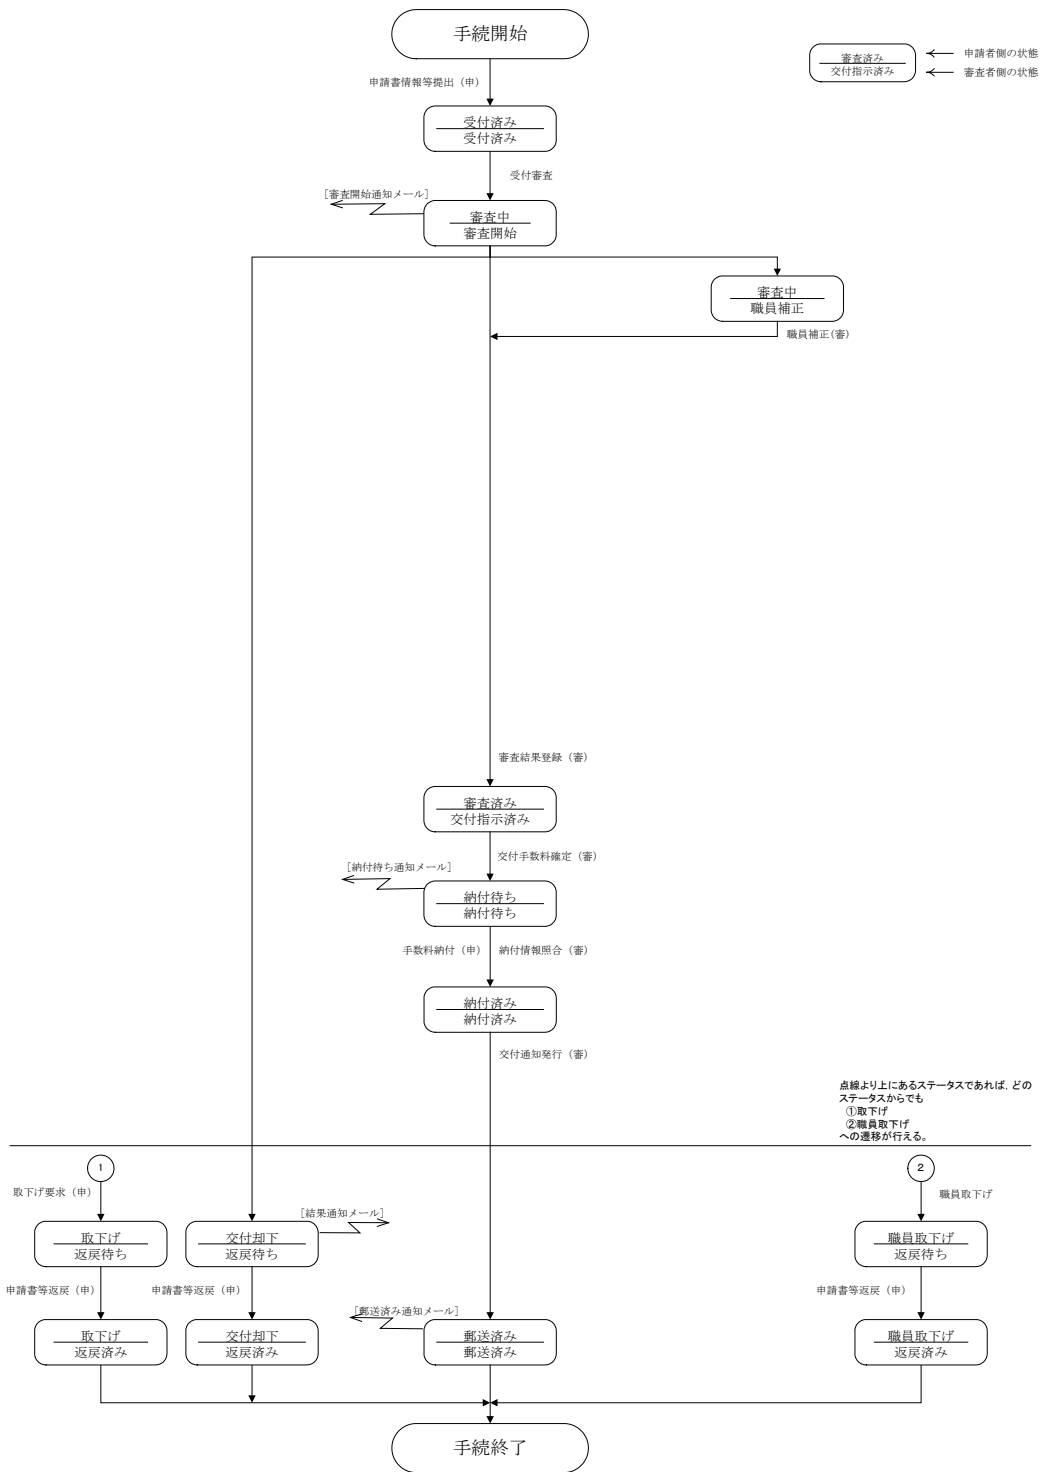 手続開始
審査済み
交付指示済み
申請者側の状態
審査者側の状態
申請書情報等提出（申）
受付済み
受付済み
受付審査
[審査開始通知メール]
審査中
審査開始
審査中
職員補正
職員補正(審)
審査結果登録（審）
審査済み
交付指示済み
交付手数料確定（審）
[納付待ち通知メール]
納付待ち
納付待ち
手数料納付（申）
納付情報照合（審）
納付済み
納付済み
交付通知発行（審）
点線より上にあるステータスであれば、どの
ステータスからでも
①取下げ
②職員取下げ
への遷移が行える。
1
2
取下げ要求（申）
職員取下げ
[結果通知メール]
取下げ
返戻待ち
交付却下
返戻待ち
職員取下げ
返戻待ち
申請書等返戻（申）
申請書等返戻（申）
申請書等返戻（申）
[郵送済み通知メール]
取下げ
返戻済み
交付却下
返戻済み
郵送済み
郵送済み
職員取下げ
返戻済み
手続終了